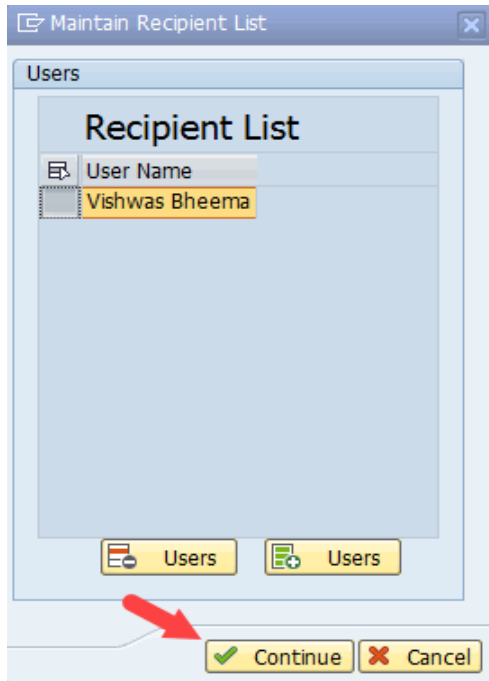 Maintain Recipient List
Users
Recipient List
User Name
Vishwas Bheema
Users Users
Continue Cancel